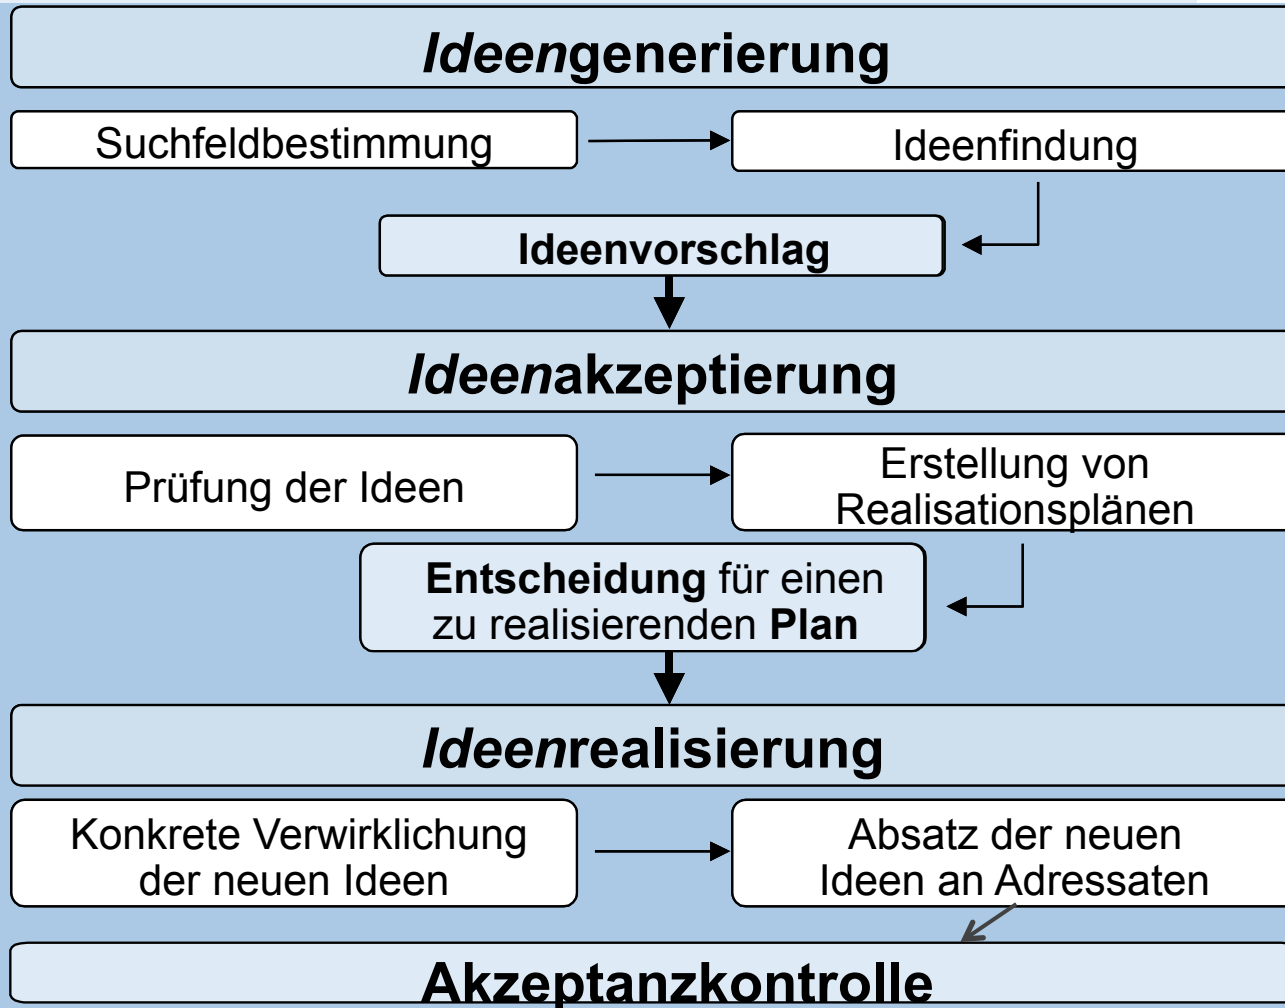 Ideengenerierung
Suchfeldbestimmung
Ideenfindung
Ideenvorschlag
Ideenakzeptierung
Prüfung der Ideen
Erstellung von
Realisationsplänen
Entscheidung für einen
zu realisierenden Plan
Ideenrealisierung
Konkrete Verwirklichung
der neuen Ideen
Absatz der neuen
Ideen an Adressaten
Akzeptanzkontrolle